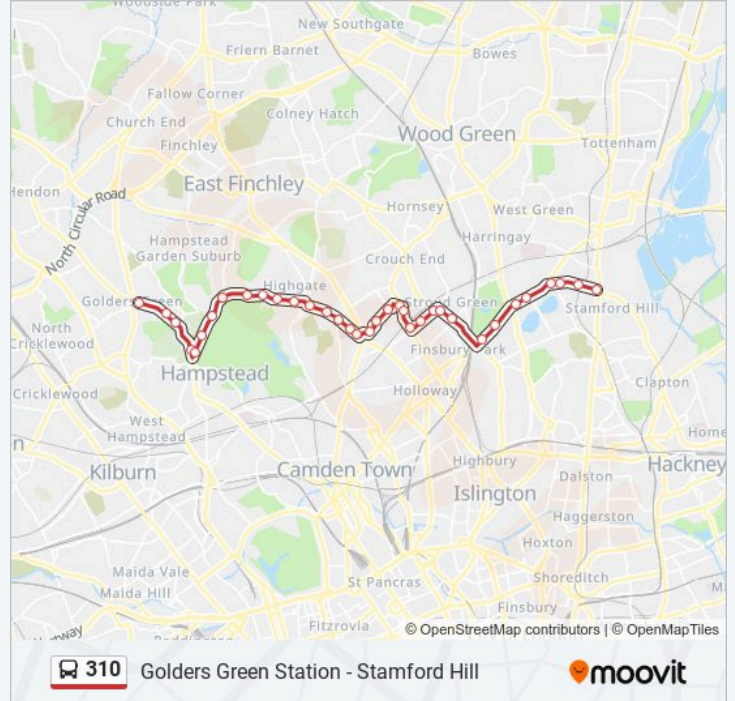 Woodside Park
New Southgate
Friern Barnet
Bowes
Fallow Corner
Colney Hatch
Church End
Wood Green
Finchley
Tottenham
East Finchley
Hendon
North Circular Road
Hornsey
West Green
Hampstead
Garden Suburb
Harringay
Crouch End
Highgate
Golders Green
Stroud Green
Stamford Hill
North
Cricklewood
Finsbury Park
Hampstead
Clapton
Cricklewood
Holloway
West
Hampstead
Home
Kilburn
Camden Town
Highbury
Hackney
Dalston
Islington
Haggerston
Hoxton
Maida Vale
St Pancras
Shoreditch
Maida Hill
Finsbury
Fitzrovia
© OpenStreetMap contributors | © OpenMapTiles
310 Golders Green Station - Stamford Hill
moovit